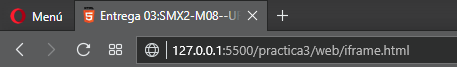 Menú
Entrega 03:SMX2-M08--U
127.0.0.1:5500/practica3/web/iframe.html